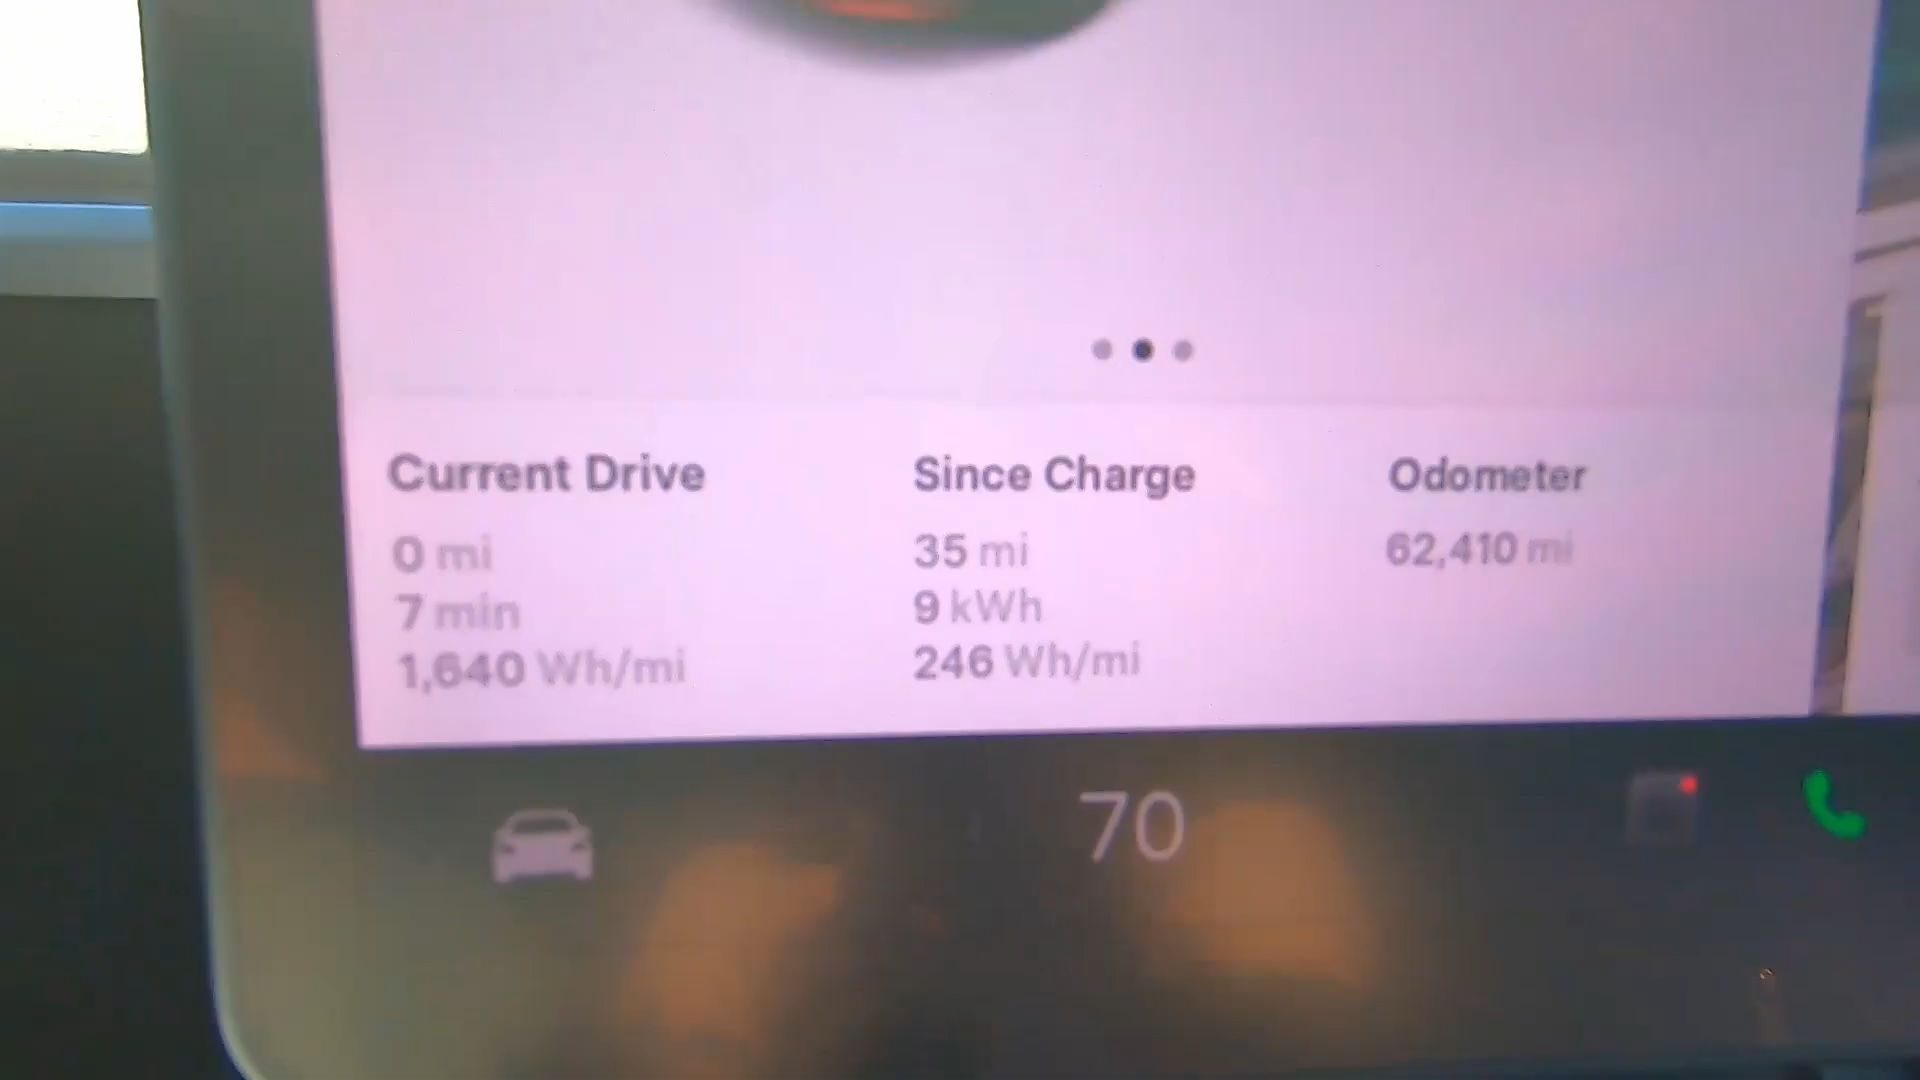 Current Drive
0 mi
7 min
1,640 Wh/mi
Since Charge
35 mi
9 kWh
246 Wh/mi
Odometer
62,410 mi
70